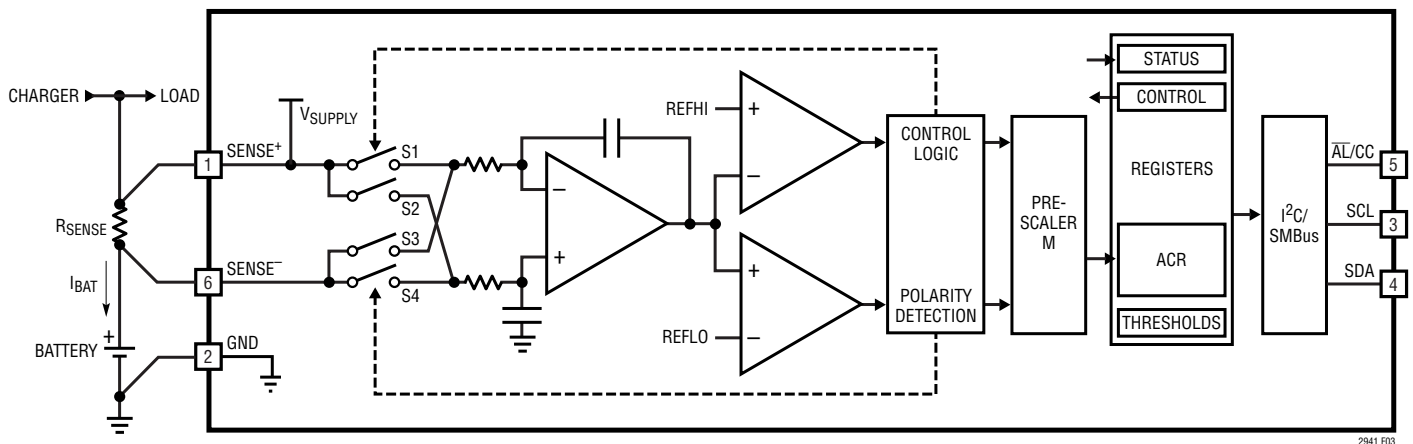 CHARGER
LOAD
RSENSE
IBAT
+
BATTERY
1
SENSE+
VSUPPLY
6
SENSE−
2
GND
S1
S2
S3
S4
−
+
REFHI
+
−
+
REFLO
−
CONTROL
LOGIC
POLARITY
DETECTION
PRE-
SCALER
M
STATUS
CONTROL
REGISTERS
ACR
THRESHOLDS
I2C/
SMBus
AL/CC
5
SCL
3
SDA
4
2941 F03